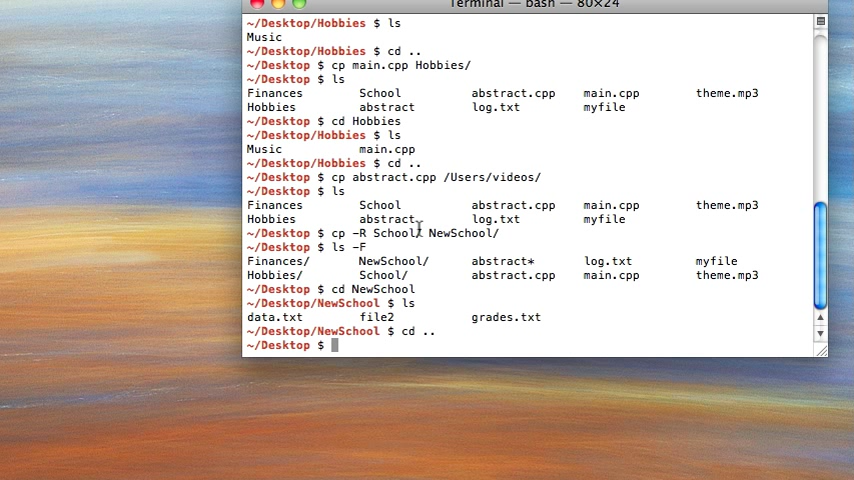 Terminal — bash — 80×24
~/Desktop/Hobbies $ ls
Music
~/Desktop/Hobbies $ cd ..
~/Desktop $ cp main.cpp Hobbies/
~/Desktop $ ls
Finances School abstract.cpp main.cpp theme.mp3
Hobbies abstract log.txt myfile
~/Desktop $ cd Hobbies
~/Desktop/Hobbies $ ls
Music main.cpp
~/Desktop/Hobbies $ cd ..
~/Desktop $ cp abstract.cpp /Users/videos/
~/Desktop $ ls
Finances School abstract.cpp main.cpp theme.mp3
Hobbies abstract log.txt myfile
~/Desktop $ cp -R School/ NewSchool/
~/Desktop $ ls -F
Finances/ NewSchool/ abstract* log.txt myfile
Hobbies/ School/ abstract.cpp main.cpp theme.mp3
~/Desktop $ cd NewSchool
~/Desktop/NewSchool $ ls
data.txt file2 grades.txt
~/Desktop/NewSchool $ cd ..
~/Desktop $